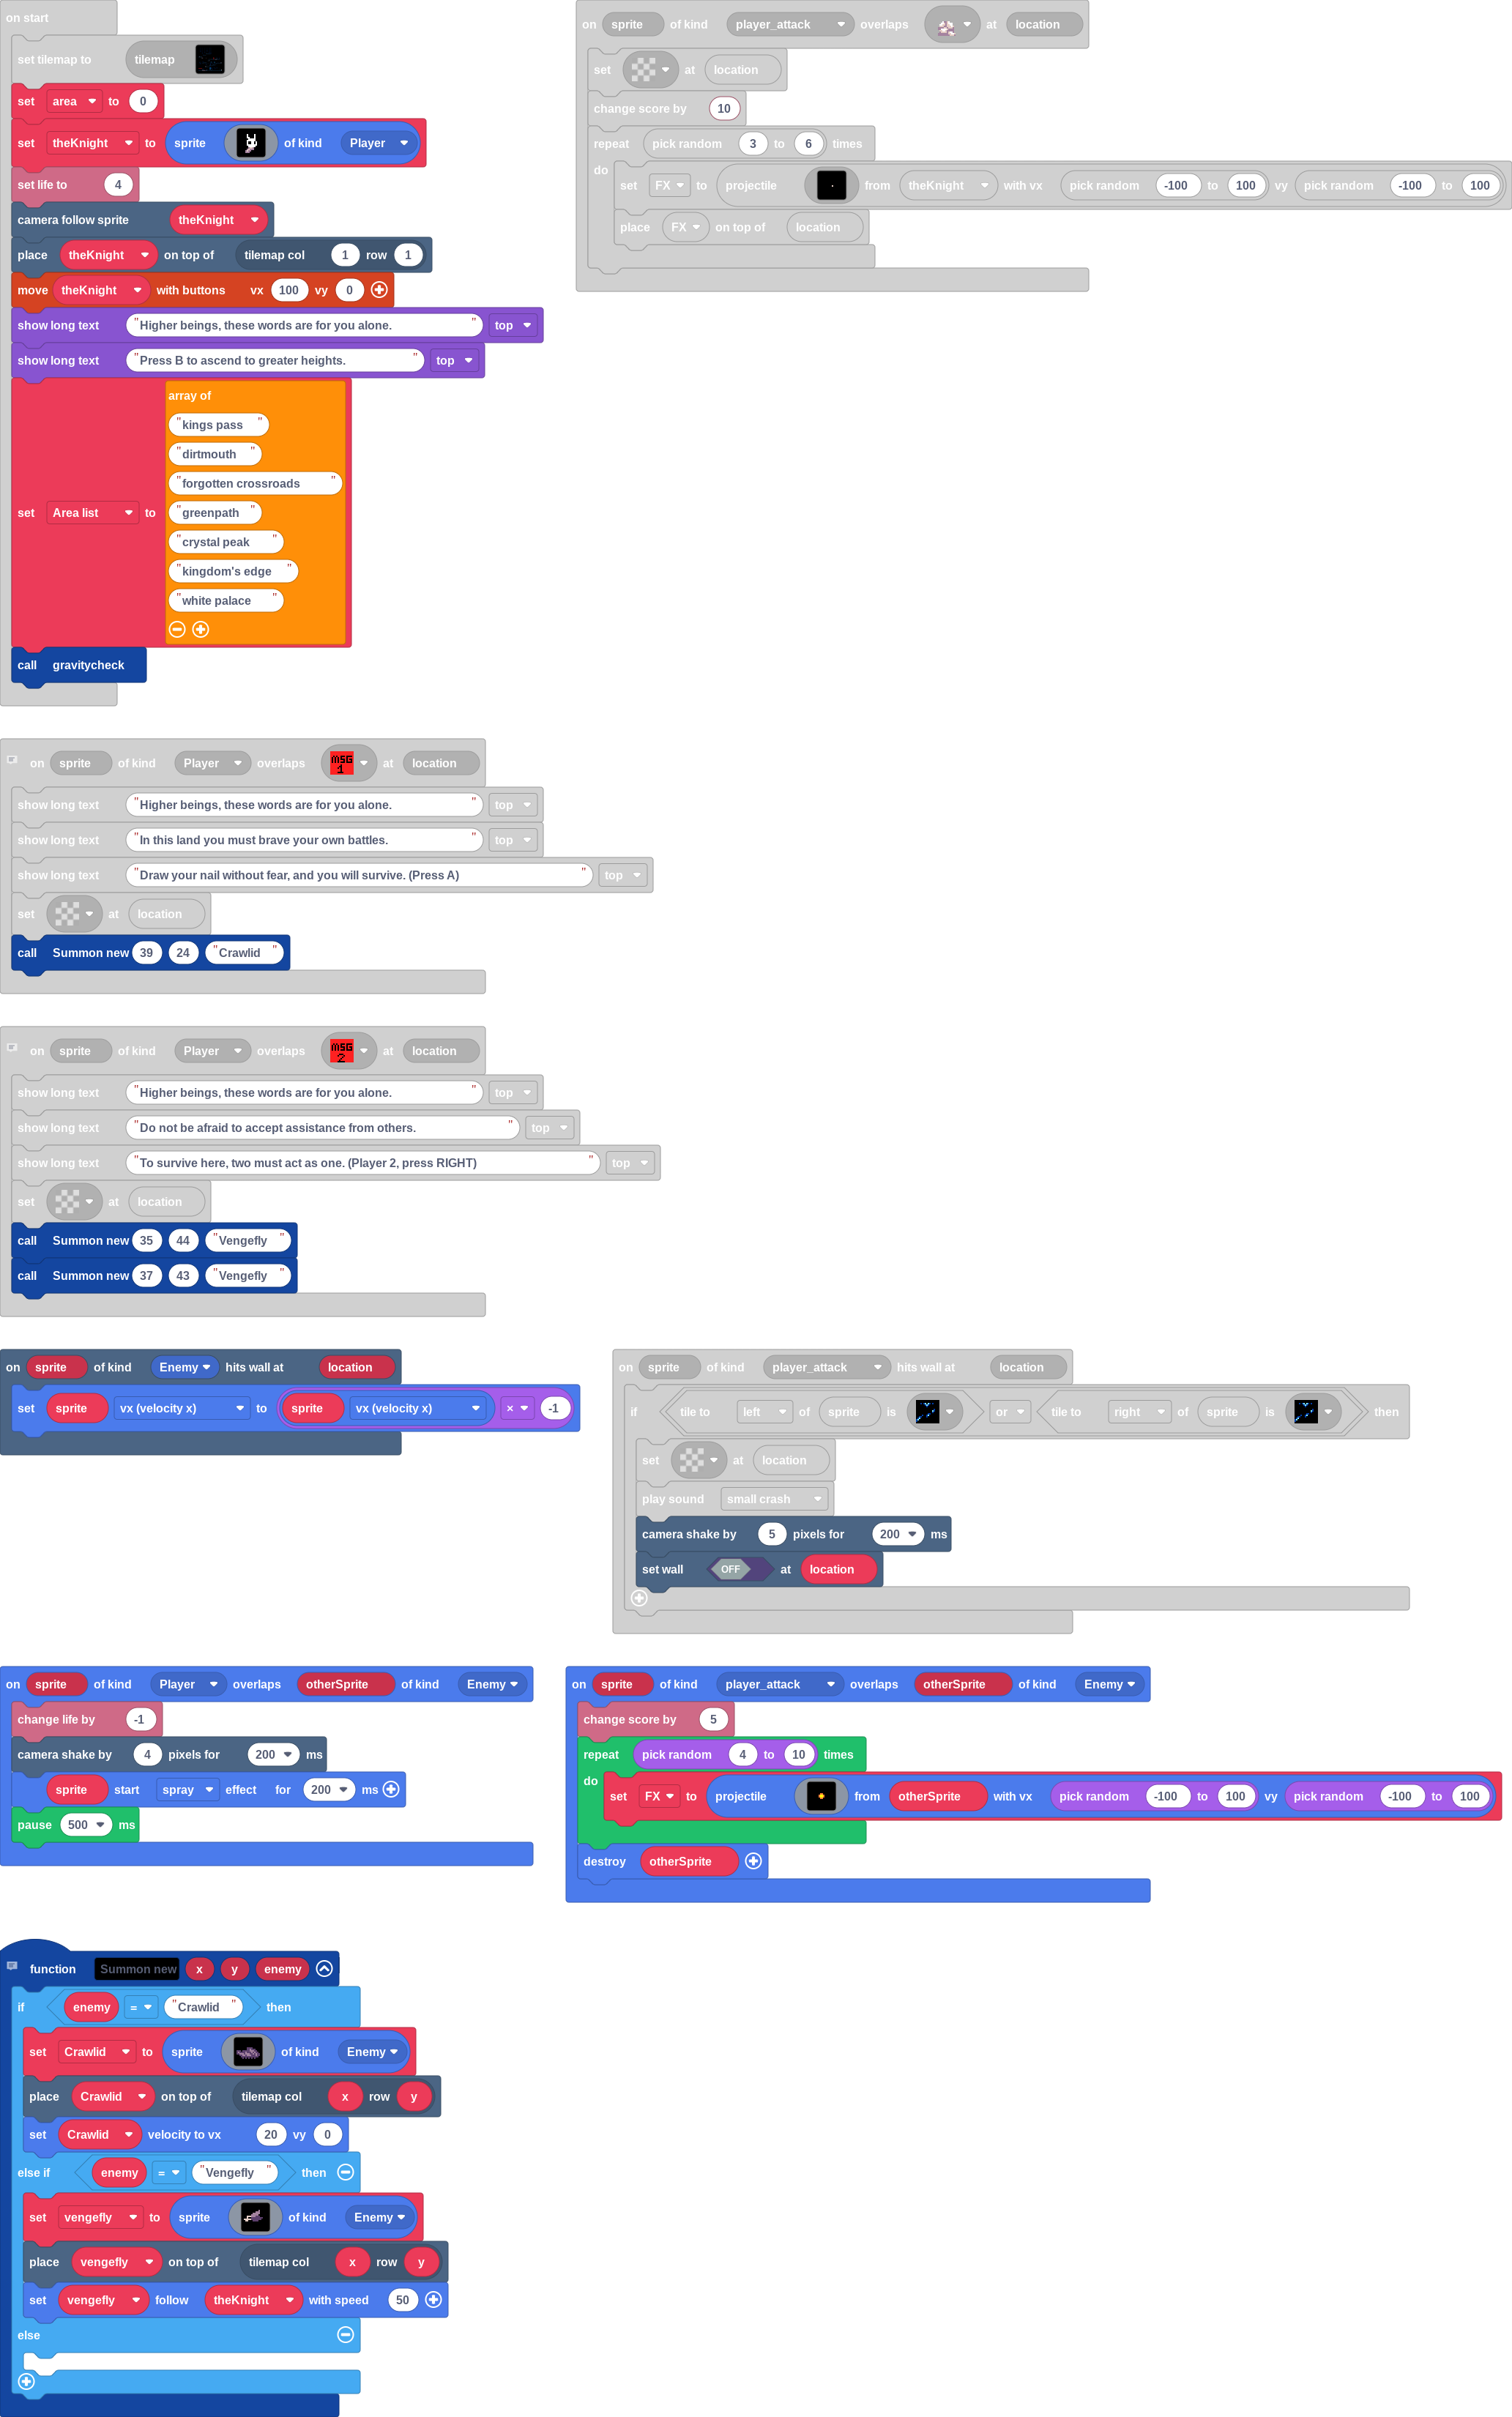 on start
set tilemap to tilemap
set area to 0
set theKnight to sprite of kind Player
set life to 4
camera follow sprite theKnight
place theKnight on top of tilemap col 1 row 1
move theKnight with buttons vx 100 vy 0
show long text "Higher beings, these words are for you alone." top
show long text "Press B to ascend to greater heights." top
set Area list to array of
"kings pass"
"dirtmouth"
"forgotten crossroads"
"greenpath"
"crystal peak"
"kingdom's edge"
"white palace"
call gravitycheck
on sprite of kind player_attack overlaps at location
set at location
change score by 10
repeat pick random 3 to 6 times
do set FX to projectile from theKnight with vx pick random -100 to 100 vy pick random -100 to 100
place FX on top of location
on sprite of kind Player overlaps MSG 1 at location
show long text "Higher beings, these words are for you alone." top
show long text "In this land you must brave your own battles." top
show long text "Draw your nail without fear, and you will survive. (Press A)" top
set at location
call Summon new 39 24 "Crawlid"
on sprite of kind Player overlaps MSG 2 at location
show long text "Higher beings, these words are for you alone." top
show long text "Do not be afraid to accept assistance from others." top
show long text "To survive here, two must act as one. (Player 2, press RIGHT)" top
set at location
call Summon new 35 44 "Vengefly"
call Summon new 37 43 "Vengefly"
on sprite of kind Enemy hits wall at location
set sprite vx (velocity x) to sprite vx (velocity x) × -1
on sprite of kind player_attack hits wall at location
if tile to left of sprite is or tile to right of sprite is then
set at location
play sound small crash
camera shake by 5 pixels for 200 ms
set wall OFF at location
on sprite of kind Player overlaps otherSprite of kind Enemy
change life by -1
camera shake by 4 pixels for 200 ms
sprite start spray effect for 200 ms
pause 500 ms
on sprite of kind player_attack overlaps otherSprite of kind Enemy
change score by 5
repeat pick random 4 to 10 times
do set FX to projectile from otherSprite with vx pick random -100 to 100 vy pick random -100 to 100
destroy otherSprite
function Summon new x y enemy
if enemy = "Crawlid" then
set Crawlid to sprite of kind Enemy
place Crawlid on top of tilemap col x row y
set Crawlid velocity to vx 20 vy 0
else if enemy = "Vengefly" then
set vengefly to sprite of kind Enemy
place vengefly on top of tilemap col x row y
set vengefly follow theKnight with speed 50
else